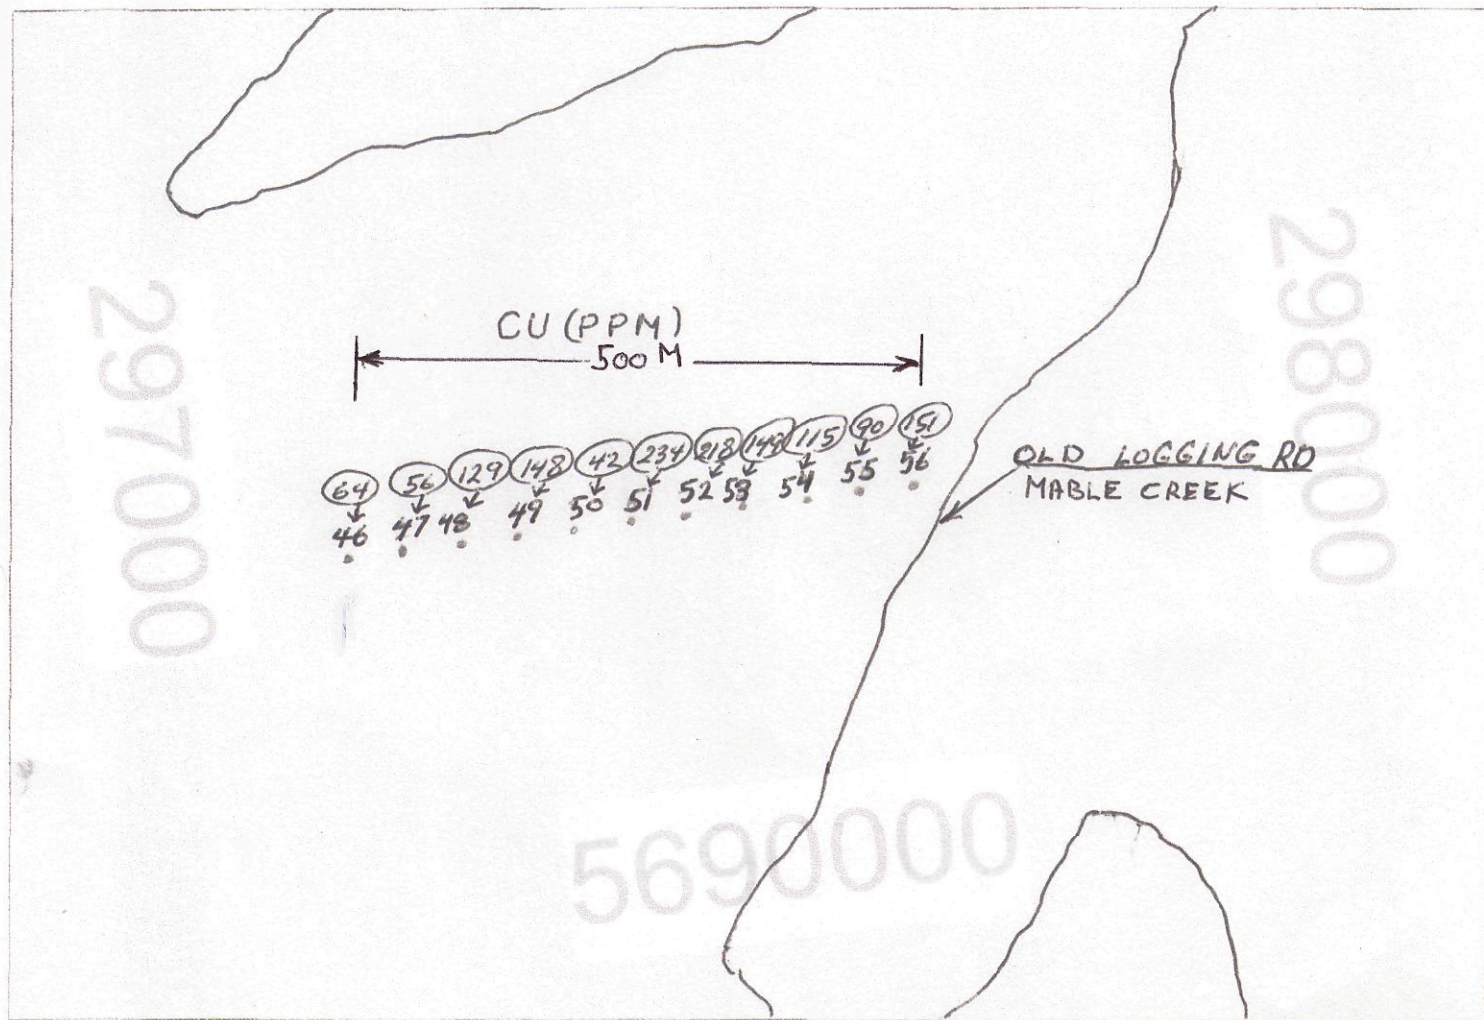 297000
298000
CU (PPM)
500 M
64 56 129 148 42 234 218 149 115 90 151
46 47 48 49 50 51 52 53 54 55 56
OLD LOGGING RD
MABLE CREEK
5690000